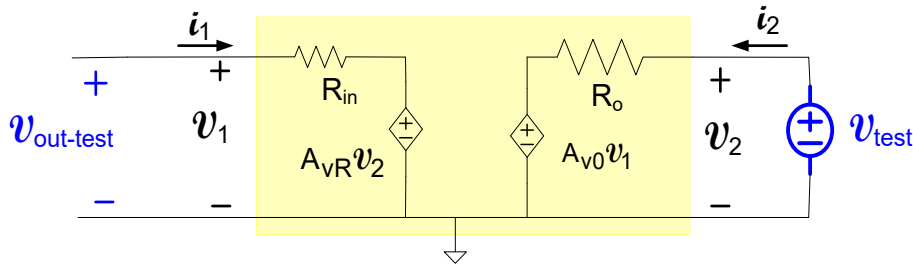 i1
i2
+ + + +
Rin
Ro
vout-test
v1
+
−
AvRv2
+
−
Av0v1
v2
+
−
vtest
− − −